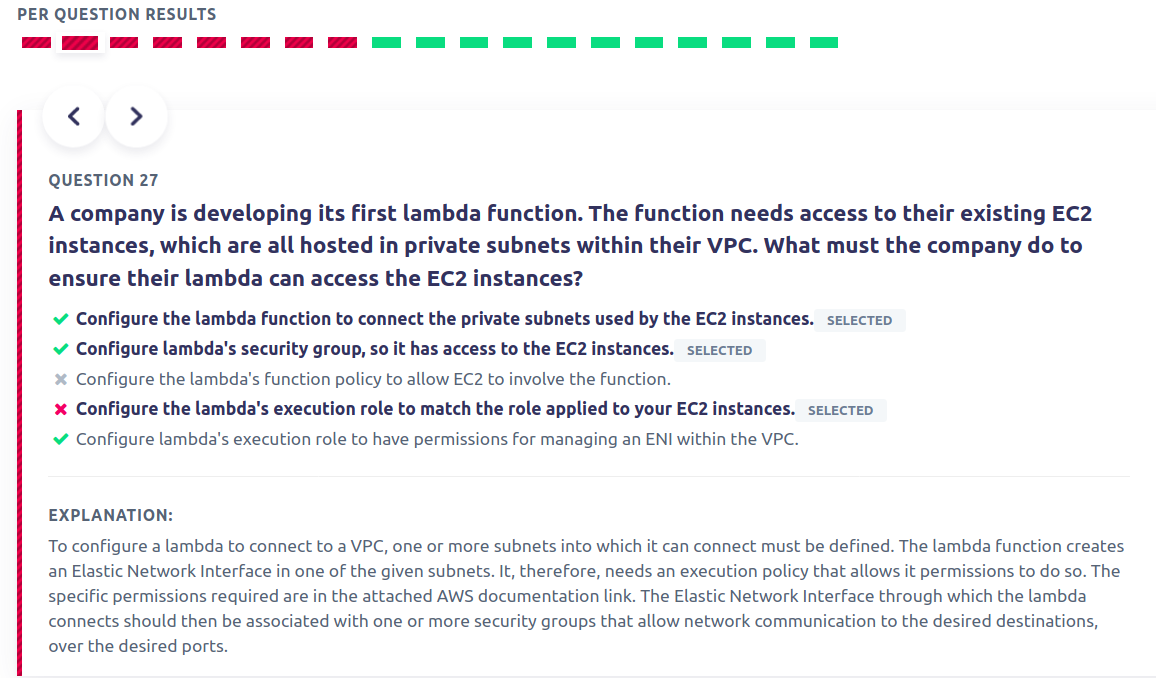 PER QUESTION RESULTS
QUESTION 27
A company is developing its first lambda function. The function needs access to their existing EC2
instances, which are all hosted in private subnets within their VPC. What must the company do to
ensure their lambda can access the EC2 instances?
Configure the lambda function to connect the private subnets used by the EC2 instances. SELECTED
Configure lambda's security group, so it has access to the EC2 instances. SELECTED
Configure the lambda's function policy to allow EC2 to involve the function.
Configure the lambda's execution role to match the role applied to your EC2 instances. SELECTED
Configure lambda's execution role to have permissions for managing an ENI within the VPC.
EXPLANATION:
To configure a lambda to connect to a VPC, one or more subnets into which it can connect must be defined. The lambda function creates
an Elastic Network Interface in one of the given subnets. It, therefore, needs an execution policy that allows it permissions to do so. The
specific permissions required are in the attached AWS documentation link. The Elastic Network Interface through which the lambda
connects should then be associated with one or more security groups that allow network communication to the desired destinations,
over the desired ports.